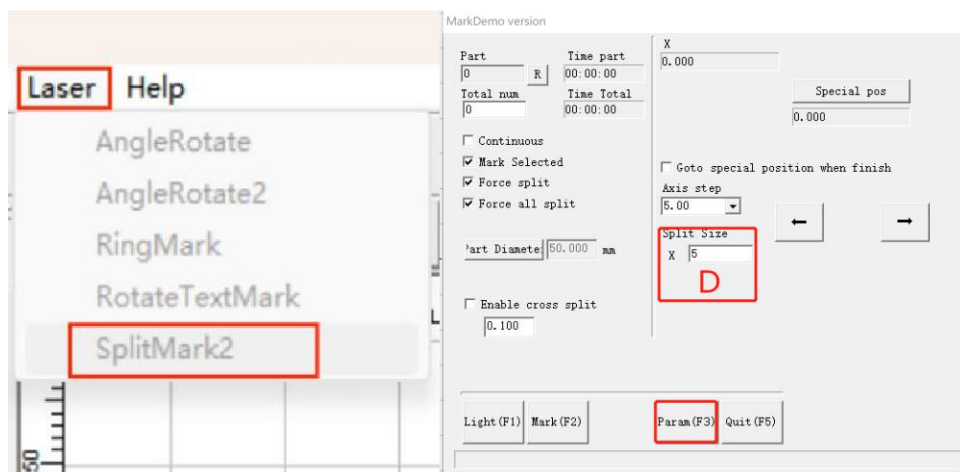 Laser Help
AngleRotate
AngleRotate2
RingMark
RotateTextMark
SplitMark2
50
MarkDemo version
Part Time part
0 R 00:00:00
Total num Time Total
0 00:00:00
Continuous
Mark Selected
Force split
Force all split
Part Diamete 50.000 mm
Enable cross split
0.100
X
0.000
Special pos
0.000
Goto special position when finish
Axis step
5.00
← →
Split Size
X 5
D
Light(F1) Mark(F2) Param(F3) Quit(F5)